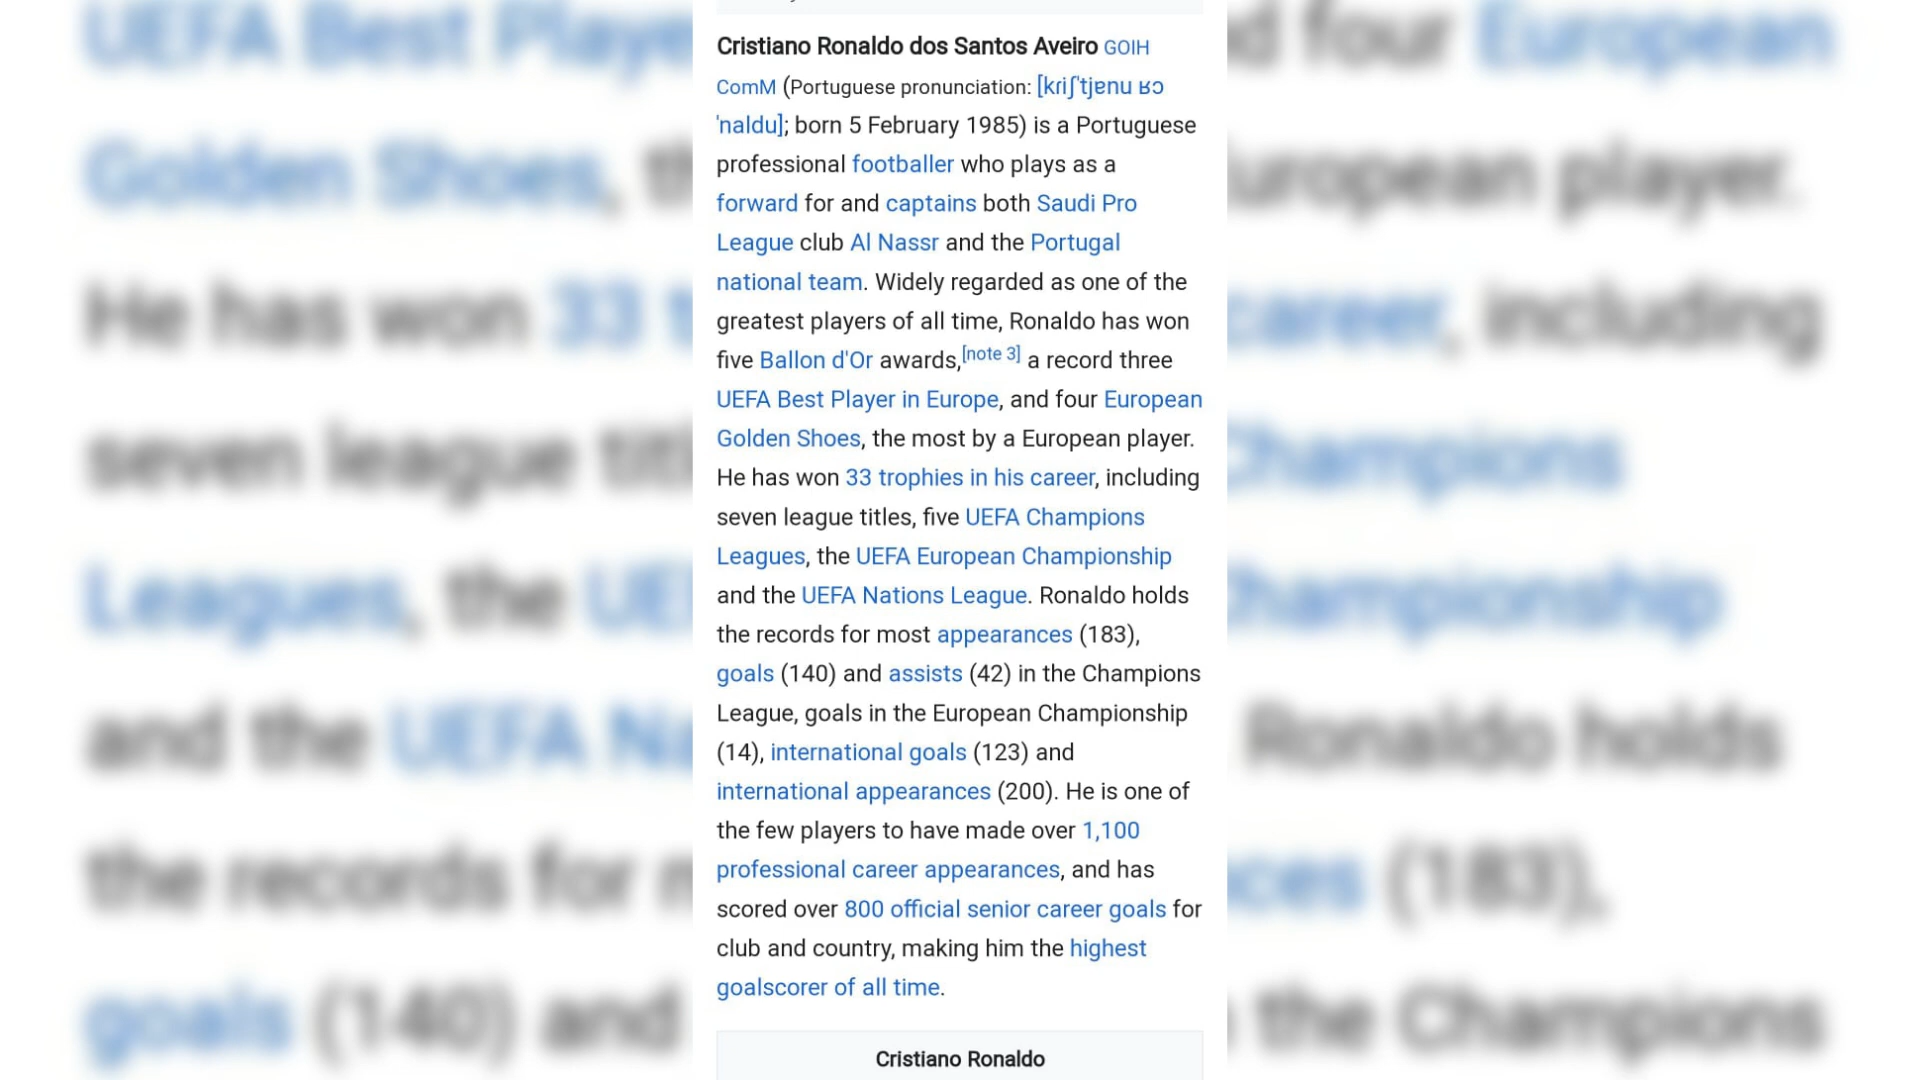 Cristiano Ronaldo dos Santos Aveiro GOIH
ComM (Portuguese pronunciation: [kɾiʃˈtjɐnu ʁɔ
ˈnaldu]; born 5 February 1985) is a Portuguese
professional footballer who plays as a
forward for and captains both Saudi Pro
League club Al Nassr and the Portugal
national team. Widely regarded as one of the
greatest players of all time, Ronaldo has won
five Ballon d'Or awards,[note 3] a record three
UEFA Best Player in Europe, and four European
Golden Shoes, the most by a European player.
He has won 33 trophies in his career, including
seven league titles, five UEFA Champions
Leagues, the UEFA European Championship
and the UEFA Nations League. Ronaldo holds
the records for most appearances (183),
goals (140) and assists (42) in the Champions
League, goals in the European Championship
(14), international goals (123) and
international appearances (200). He is one of
the few players to have made over 1,100
professional career appearances, and has
scored over 800 official senior career goals for
club and country, making him the highest
goalscorer of all time.
Cristiano Ronaldo